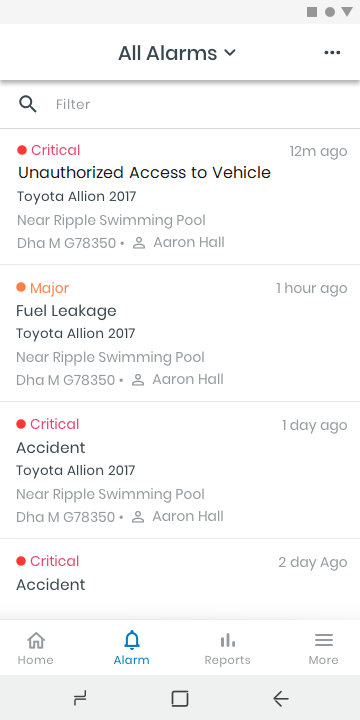 All Alarms
Filter
Critical 12m ago
Unauthorized Access to Vehicle
Toyota Allion 2017
Near Ripple Swimming Pool
Dha M G78350 • Aaron Hall
Major 1 hour ago
Fuel Leakage
Toyota Allion 2017
Near Ripple Swimming Pool
Dha M G78350 • Aaron Hall
Critical 1 day ago
Accident
Toyota Allion 2017
Near Ripple Swimming Pool
Dha M G78350 • Aaron Hall
Critical 2 day Ago
Accident
Home Alarm Reports More